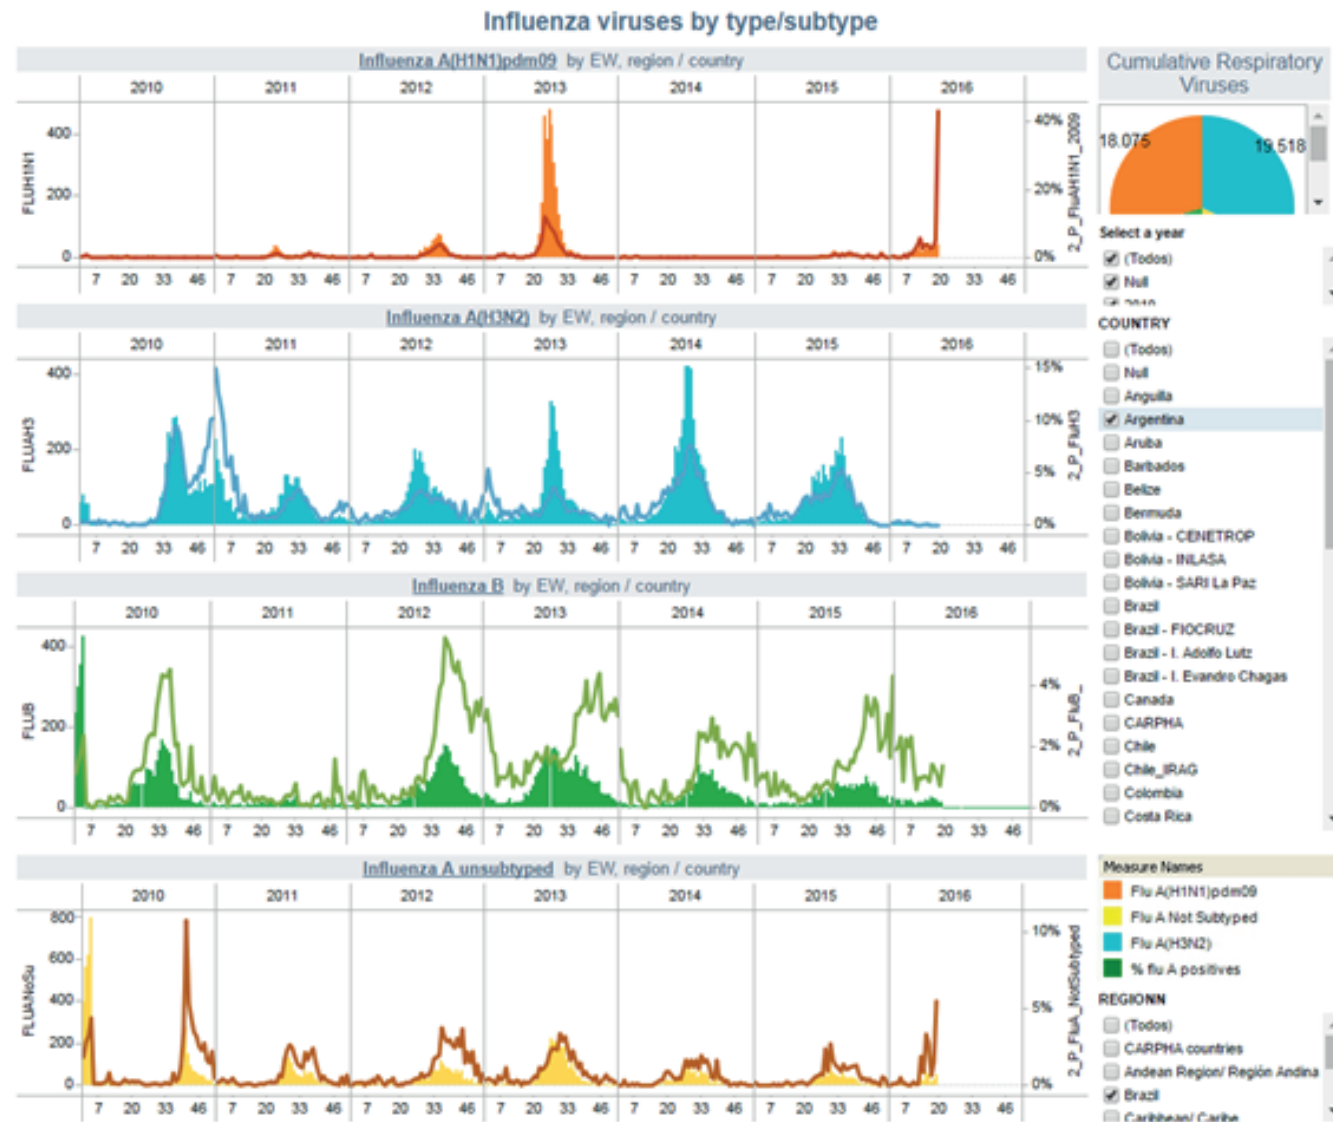 Influenza viruses by type/subtype
Influenza A(H1N1)pdm09 by EW, region / country
2010 2011 2012 2013 2014 2015 2016
FLUH1N1
400
200
0
40%
20%
0%
2_P_FluAH1N1_2009
7 20 33 46 7 20 33 46 7 20 33 46 7 20 33 46 7 20 33 46 7 20 33 46 7 20 33 46
Influenza A(H3N2) by EW, region / country
2010 2011 2012 2013 2014 2015 2016
FLUAH3
400
200
0
15%
10%
5%
0%
2_P_FluH3
7 20 33 46 7 20 33 46 7 20 33 46 7 20 33 46 7 20 33 46 7 20 33 46 7 20 33 46
Influenza B by EW, region / country
2010 2011 2012 2013 2014 2015 2016
FLUB
400
200
0
4%
2%
0%
2_P_FluB_
7 20 33 46 7 20 33 46 7 20 33 46 7 20 33 46 7 20 33 46 7 20 33 46 7 20 33 46
Influenza A unsubtyped by EW, region / country
2010 2011 2012 2013 2014 2015 2016
FLUANoSu
800
600
400
200
0
10%
5%
0%
2_P_FluA_NotSubtyped
7 20 33 46 7 20 33 46 7 20 33 46 7 20 33 46 7 20 33 46 7 20 33 46 7 20 33 46
Cumulative Respiratory
Viruses
18.075
19.518
Select a year
(Todos)
Null
2010
COUNTRY
(Todos)
Null
Anguilla
Argentina
Aruba
Barbados
Belize
Bermuda
Bolivia - CENETROP
Bolivia - INLASA
Bolivia - SARI La Paz
Brazil
Brazil - FIOCRUZ
Brazil - I. Adolfo Lutz
Brazil - I. Evandro Chagas
Canada
CARPHA
Chile
Chile_IRAG
Colombia
Costa Rica
Measure Names
Flu A(H1N1)pdm09
Flu A Not Subtyped
Flu A(H3N2)
% flu A positives
REGIONN
(Todos)
CARPHA countries
Andean Region/ Región Andina
Brazil
Caribbean/ Caribe